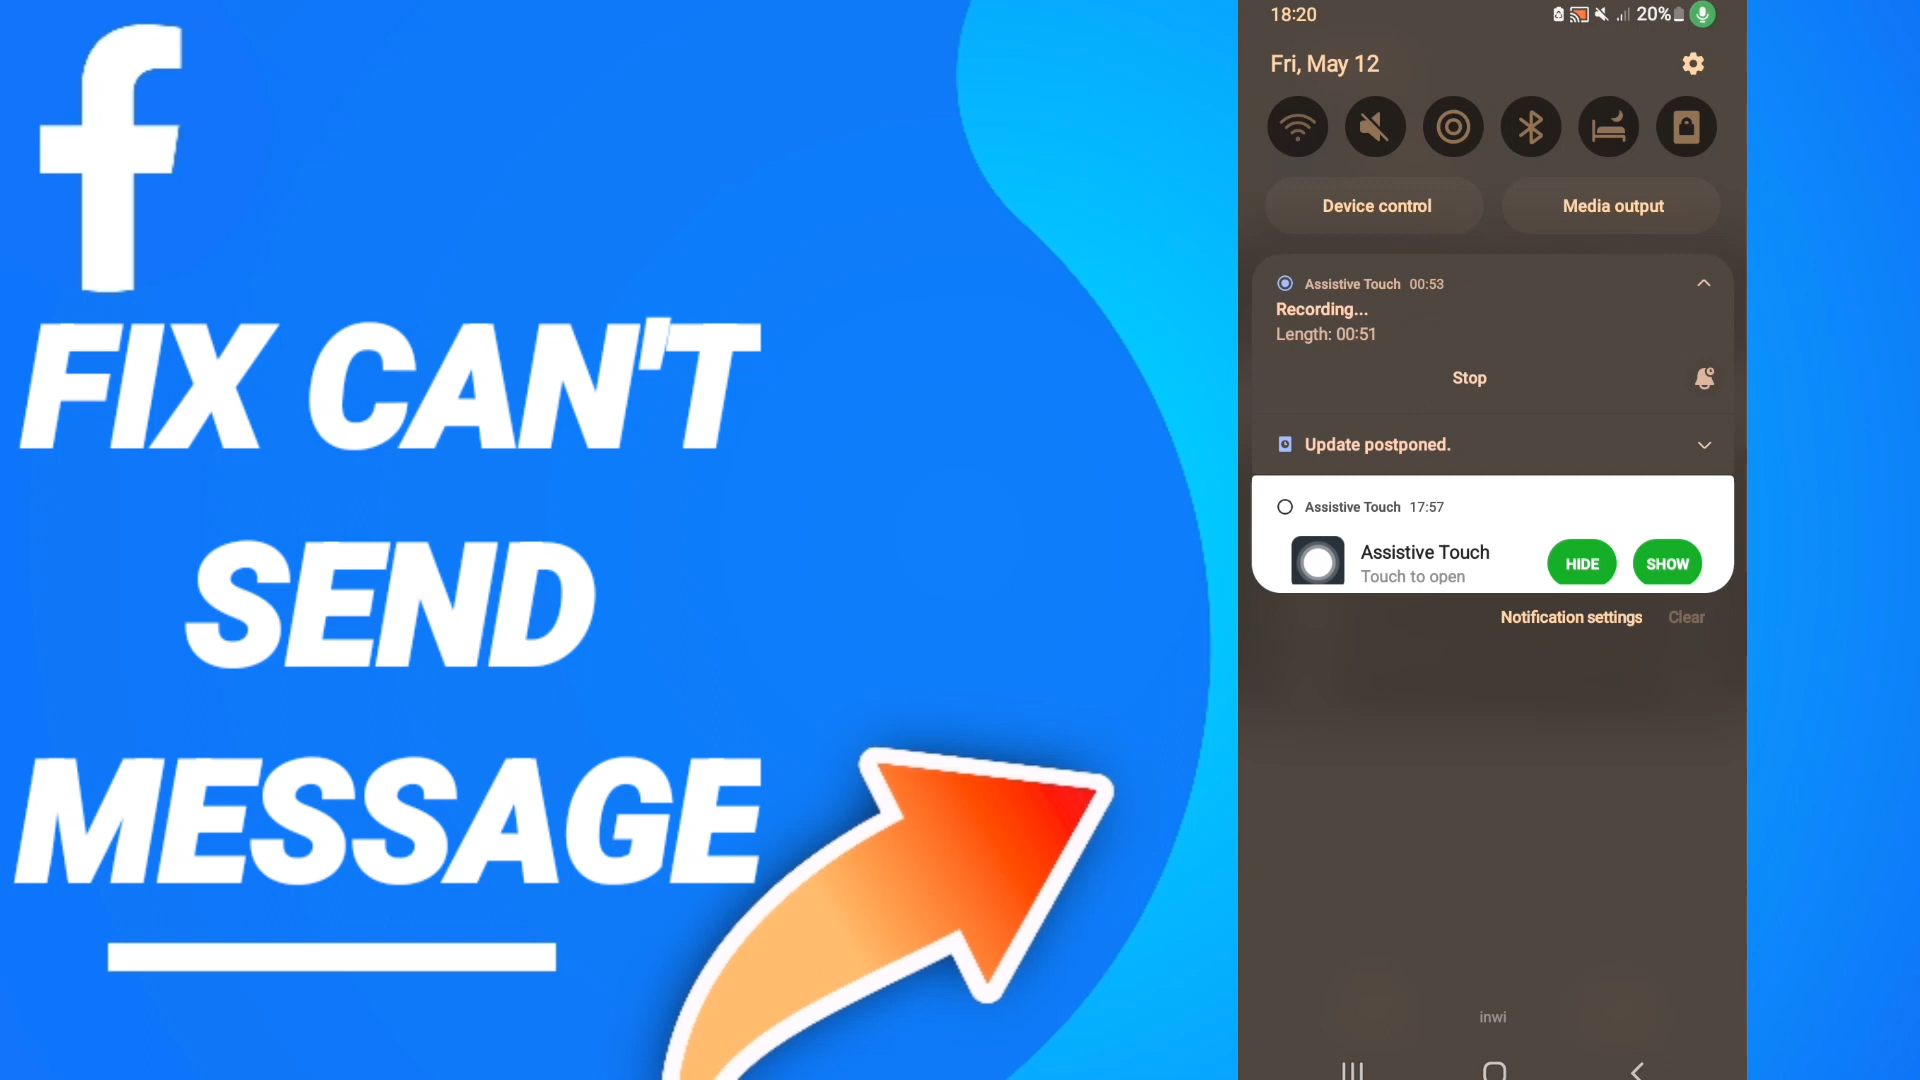 FIX CAN'T
SEND
MESSAGE
18:20
20%
Fri, May 12
Device control
Media output
Assistive Touch 00:53
Recording...
Length: 00:51
Stop
Update postponed.
Assistive Touch 17:57
Assistive Touch
Touch to open
HIDE
SHOW
Notification settings
Clear
inwi